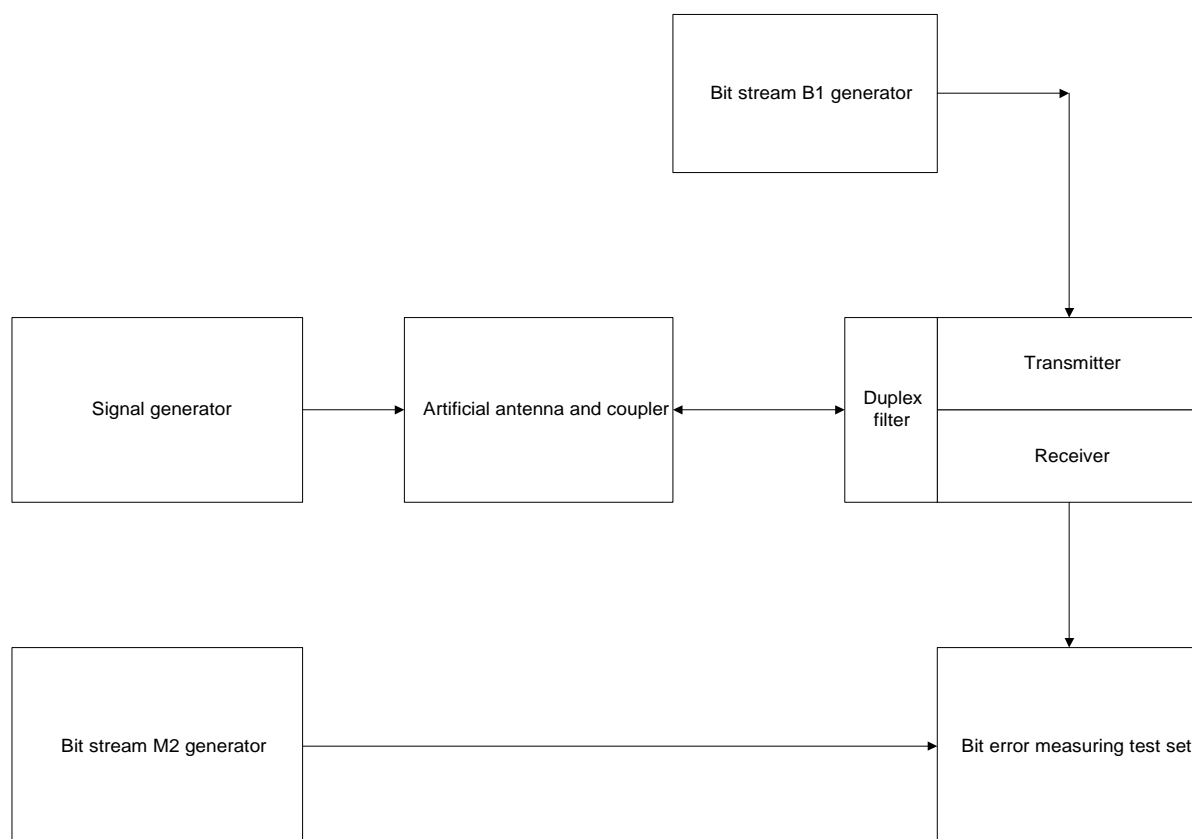 Bit stream B1 generator
Transmitter
Signal generator
Artificial antenna and coupler
Duplex
filter
Receiver
Bit stream M2 generator
Bit error measuring test set